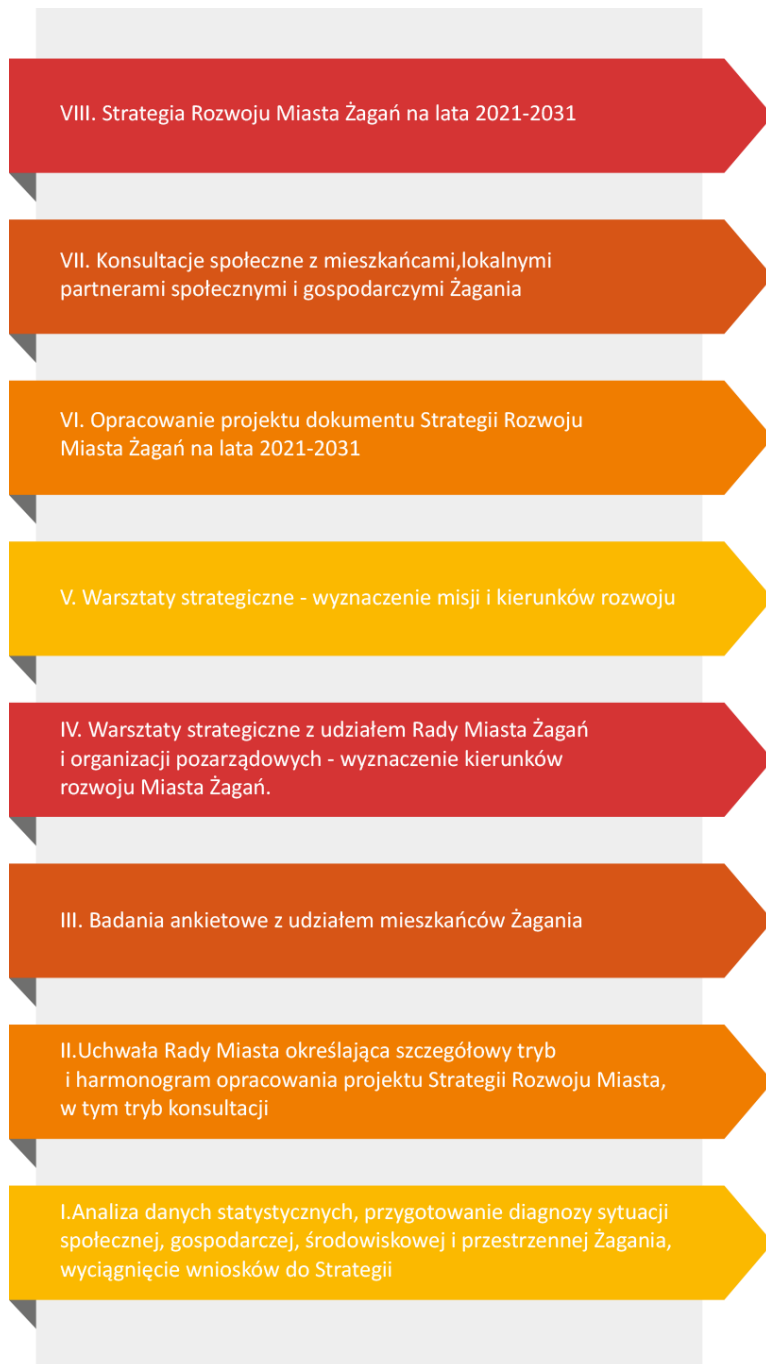 VIII. Strategia Rozwoju Miasta Żagań na lata 2021-2031
VII. Konsultacje społeczne z mieszkańcami,lokalnymi
partnerami społecznymi i gospodarczymi Żagania
VI. Opracowanie projektu dokumentu Strategii Rozwoju
Miasta Żagań na lata 2021-2031
V. Warsztaty strategiczne - wyznaczenie misji i kierunków rozwoju
IV. Warsztaty strategiczne z udziałem Rady Miasta Żagań
i organizacji pozarządowych - wyznaczenie kierunków
rozwoju Miasta Żagań.
III. Badania ankietowe z udziałem mieszkańców Żagania
II.Uchwała Rady Miasta określająca szczegółowy tryb
i harmonogram opracowania projektu Strategii Rozwoju Miasta,
w tym tryb konsultacji
I.Analiza danych statystycznych, przygotowanie diagnozy sytuacji
społecznej, gospodarczej, środowiskowej i przestrzennej Żagania,
wyciągnięcie wniosków do Strategii